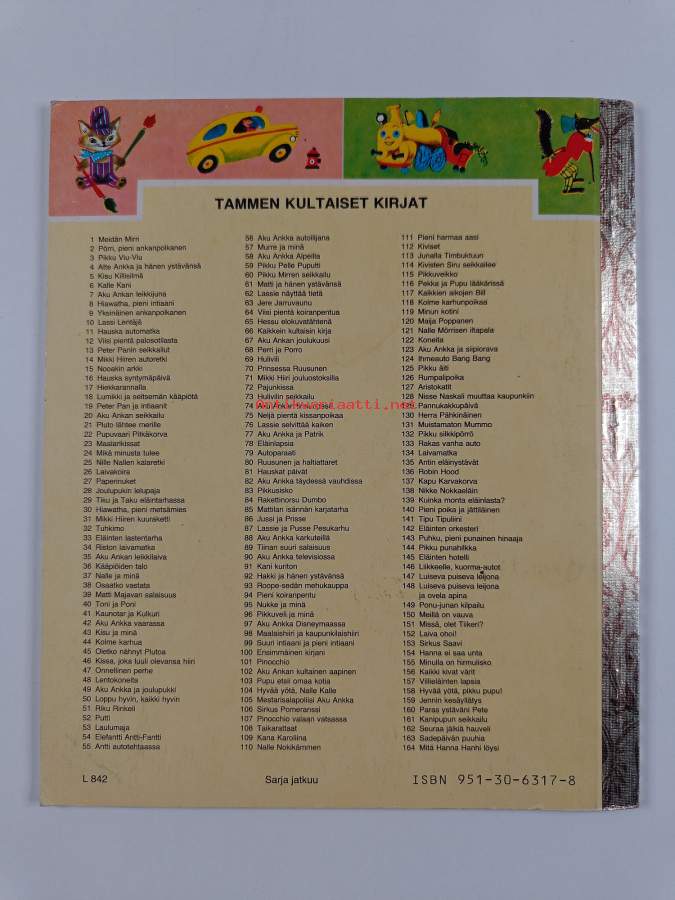 TAMMEN KULTAISET KIRJAT
1 Meidän Mirri
2 Pörri, pieni ankanpoikanen
3 Pikku Viu-Viu
4 Atte Ankka ja hänen ystävänsä
5 Kisu Kiliisilmä
6 Kalle Kani
7 Aku Ankan leikkijuna
8 Hiawatha, pieni intiaani
9 Yksinäinen ankanpoikanen
10 Lassi Lentäjä
11 Hauska automatka
12 Viisi pientä palosotilasta
13 Peter Panin seikkailut
14 Mikki Hiiren autoretki
15 Nooakin arkki
16 Hauska syntymäpäivä
17 Hiekkarannalla
18 Lumikki ja seitsemän kääpiötä
19 Peter Pan ja intiaanit
20 Aku Ankan seikkailu
21 Pluto lähtee merille
22 Pupuvaari Pitkäkorva
23 Maalarikissat
24 Mikä minusta tulee
25 Nille Nallen kalaretki
26 Laivakoira
27 Paperinuket
28 Joulupukin lelupaja
29 Tiku ja Taku eläintarhassa
30 Hiawatha, pieni metsämies
31 Mikki Hiiren kuuraketti
32 Tuhkimo
33 Eläinten lastentarha
34 Riston laivamatka
35 Aku Ankan leikkilaiva
36 Kääpiöiden talo
37 Nalle ja minä
38 Osaatko vastata
39 Matti Majavan salaisuus
40 Toni ja Poni
41 Kaunotar ja Kulkuri
42 Aku Ankka vaarassa
43 Kisu ja minä
44 Kolme karhua
45 Oletko nähnyt Plutoa
46 Kissa, joka luuli olevansa hiiri
47 Onnellinen perhe
48 Lentokoneita
49 Aku Ankka ja joulupukki
50 Loppu hyvin, kaikki hyvin
51 Riku Rinkeli
52 Putti
53 Laulumaja
54 Elefantti Antti-Fantti
55 Antti autotehtaassa
56 Aku Ankka autoilijana
57 Murre ja minä
58 Aku Ankka Alpeilla
59 Pikku Pelle Puputti
60 Pikku Mirren seikkailu
61 Matti ja hänen ystävänsä
62 Lassie näyttää tietä
63 Jere Jarruvaunu
64 Viisi pientä koiranpentua
65 Hessu elokuvatähtenä
66 Kaikkein kultaisin kirja
67 Aku Ankan joulukuusi
68 Perri ja Porro
69 Hulivili
70 Prinsessa Ruusunen
71 Mikki Hiiri jouluostoksilla
72 Pajunkissa
73 Hulivilin seikkailu
75 Neljä pientä kissanpoikaa
76 Lassie selvittää kaiken
77 Aku Ankka ja Patrik
78 Eläinlapsia
79 Autoparaati
80 Ruusunen ja haltiattaret
81 Hauskat päivät
82 Aku Ankka täydessä vauhdissa
83 Pikkusisko
84 Rakettinorsu Dumbo
85 Mattilan isännän karjatarha
86 Jussi ja Prisse
87 Lassie ja Pusse Pesukarhu
88 Aku Ankka karkuteillä
89 Tiinan suuri salaisuus
90 Aku Ankka televisiossa
91 Kani kuriton
92 Hakki ja hänen ystävänsä
93 Roope-sedän mehukauppa
94 Pieni koiranpentu
95 Nukke ja minä
96 Pikkuveli ja minä
97 Aku Ankka Disneymaassa
98 Maalaishiiri ja kaupunkilaishiiri
99 Suuri intiaani ja pieni intiaani
100 Ensimmäinen kirjani
101 Pinocchio
102 Aku Ankan kultainen aapinen
103 Pupu etsii omaa kotia
104 Hyvää yötä, Nalle Kalle
105 Mestarisalapoliisi Aku Ankka
106 Sirkus Pomeranssi
107 Pinocchio valaan vatsassa
108 Taikarattaat
109 Kana Karoliina
110 Nalle Nokikämmen
111 Pieni harmaa aasi
112 Kiviset
113 Junalla Timbuktuun
114 Kivisten Siru seikkailee
115 Pikkuveikko
116 Pekka ja Pupu lääkärissä
117 Kaikkien aikojen Bill
118 Kolme karhunpoikaa
119 Minun kotini
120 Maija Poppanen
121 Nalle Mörrisen iltapala
122 Koneita
123 Aku Ankka ja siipiorava
124 Ihmeauto Bang Bang
125 Pikku äiti
126 Rumpalipoika
127 Aristokatit
128 Nisse Naskali muuttaa kaupunkiin
129 Pannukakkupäivä
130 Herra Pähkinäinen
131 Muistamaton Mummo
132 Pikku silkkipörrö
133 Rakas vanha auto
134 Laivamatka
135 Antin eläinystävät
136 Robin Hood
137 Kapu Karvakorva
138 Nikke Nokkaeläin
139 Kuinka monta eläinlasta?
140 Pieni poika ja jättiläinen
141 Tipu Tipuliini
142 Eläinten orkesteri
143 Puhku, pieni punainen hinaaja
144 Pikku punahilkka
145 Eläinten hotelli
146 Liikkeelle, kuorma-autot
147 Luiseva puiseva leijona
148 Luiseva puiseva leijona
ja ovela apina
149 Ponu-junan kilpailu
150 Meillä on vauva
151 Missä, olet Tiikeri?
152 Laiva ohoi!
153 Sirkus Saavi
154 Hanna ei saa unta
155 Minulla on hirmulisko
156 Kaikki kivat värit
157 Villieläinten lapsia
158 Hyvää yötä, pikku pupu!
159 Jennin kesäyllätys
160 Paras ystäväni Pete
161 Kanipupun seikkailu
162 Seuraa jälkiä hauveli
163 Sadepäivän puuhia
164 Mitä Hanna Hanhi löysi
Antikvariaatti.net
L 842
Sarja jatkuu
ISBN 951-30-6317-8